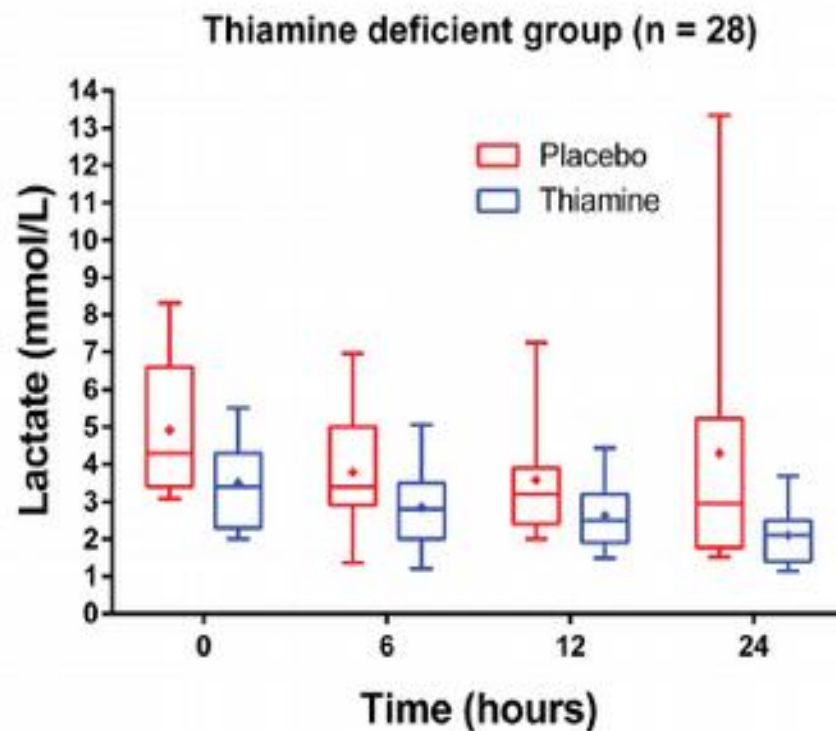 Thiamine deficient group (n = 28)
14
13
12
11
10
9
8
7
6
5
4
3
2
1
0
Lactate (mmol/L)
Placebo
Thiamine
0 6 12 24
Time (hours)